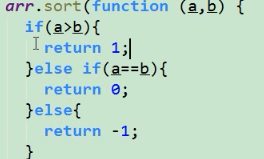 arr.sort(function (a,b) {
if(a>b){
return 1;
}else if(a==b){
return 0;
}else{
return -1;
}